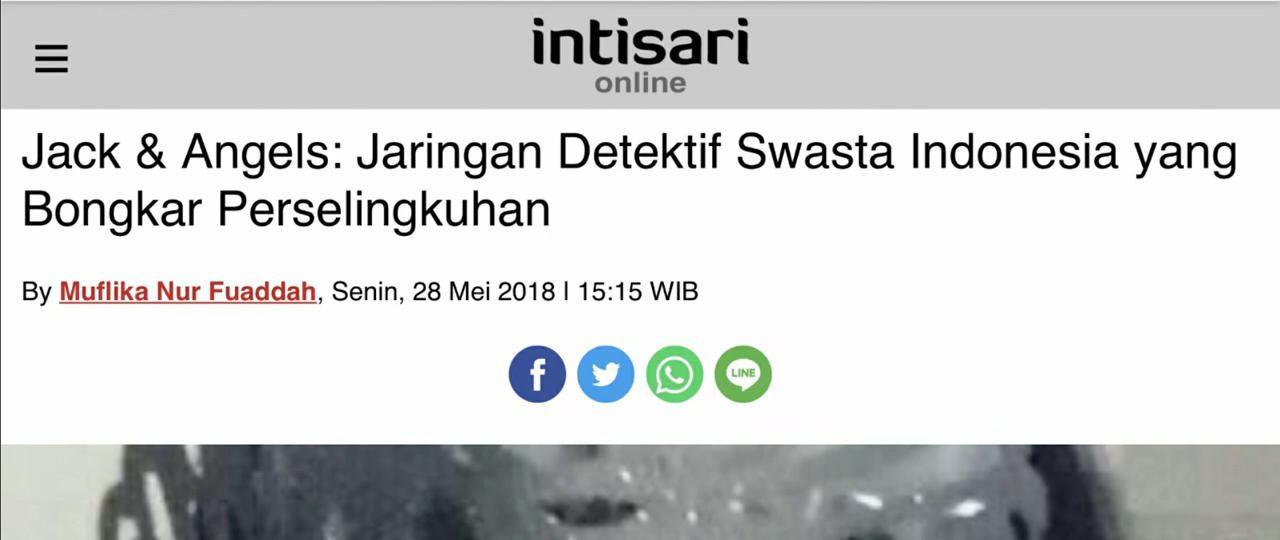 intisari
online
Jack & Angels: Jaringan Detektif Swasta Indonesia yang
Bongkar Perselingkuhan
By Muflika Nur Fuaddah, Senin, 28 Mei 2018 | 15:15 WIB
LINE